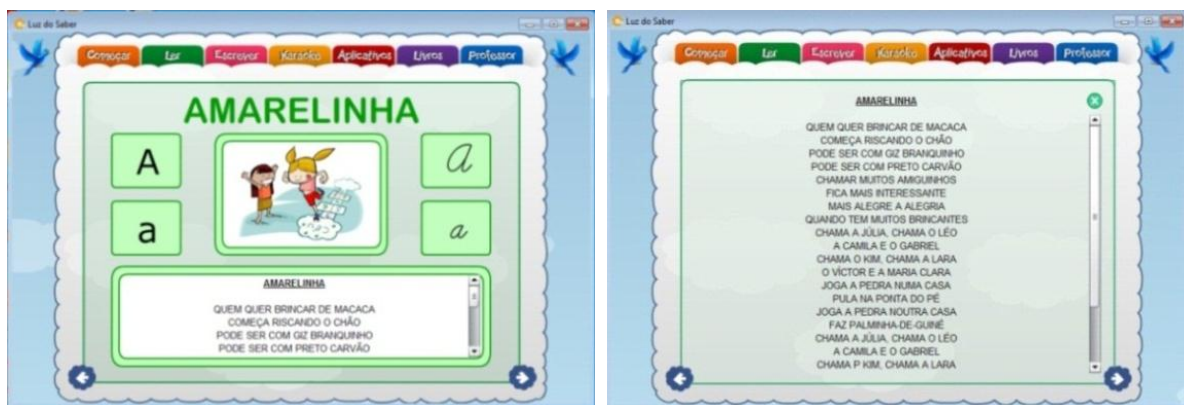 Luz do Saber
Começar Ler Escrever Karaokê Aplicativos Livros Professor
AMARELINHA
A
A
a
a
AMARELINHA
QUEM QUER BRINCAR DE MACACA
COMEÇA RISCANDO O CHÃO
PODE SER COM GIZ BRANQUINHO
PODE SER COM PRETO CARVÃO
Luz do Saber
Começar Ler Escrever Karaokê Aplicativos Livros Professor
AMARELINHA
QUEM QUER BRINCAR DE MACACA
COMEÇA RISCANDO O CHÃO
PODE SER COM GIZ BRANQUINHO
PODE SER COM PRETO CARVÃO
CHAMAR MUITOS AMIGUINHOS
FICA MAIS INTERESSANTE
MAIS ALEGRE A ALEGRIA
QUANDO TEM MUITOS BRINCANTES
CHAMA A JÚLIA, CHAMA O LÉO
A CAMILA E O GABRIEL
CHAMA O KIM, CHAMA A LARA
O VÍCTOR E A MARIA CLARA
JOGA A PEDRA NUMA CASA
PULA NA PONTA DO PÉ
JOGA A PEDRA NOUTRA CASA
FAZ PALMINHA-DE-GUINÉ
CHAMA A JÚLIA, CHAMA O LÉO
A CAMILA E O GABRIEL
CHAMA P KIM, CHAMA A LARA